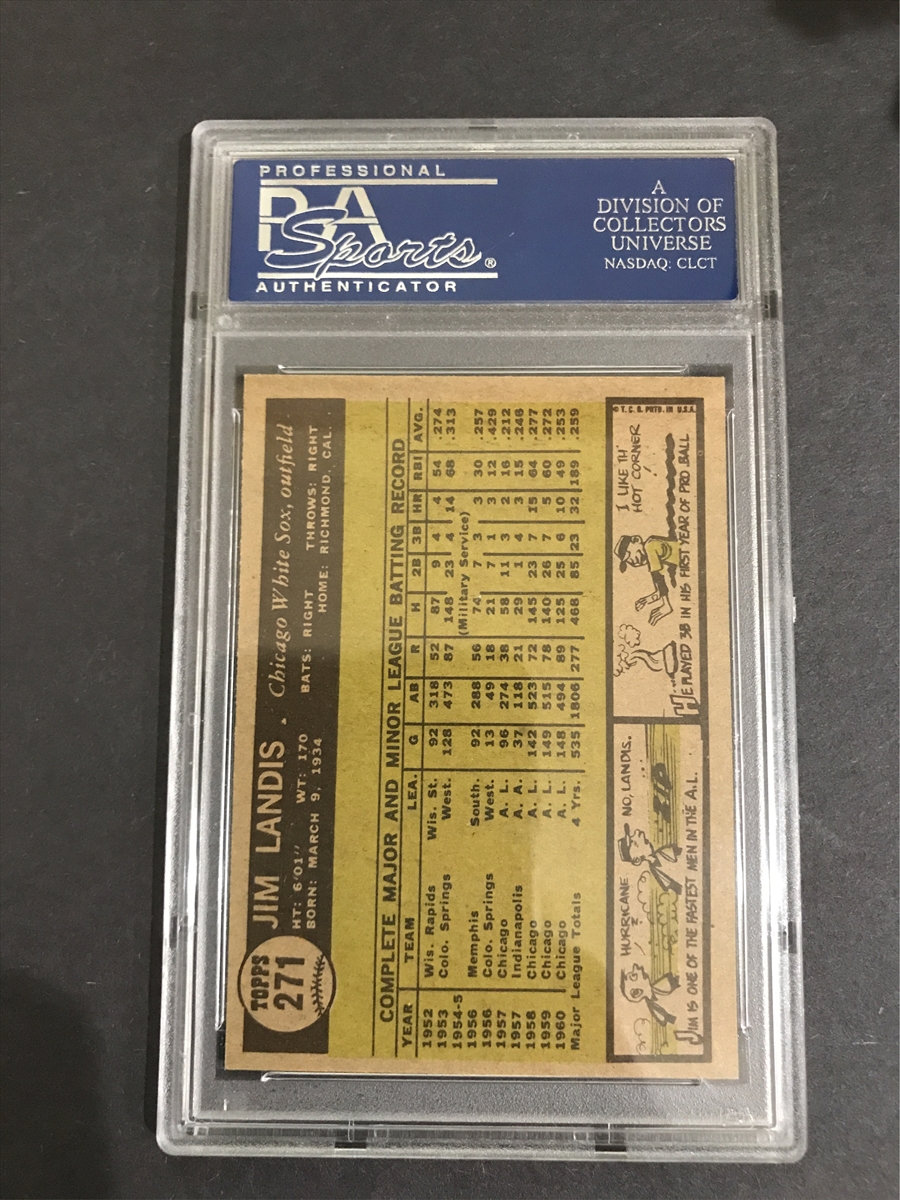 PROFESSIONAL
PSA
Sports®
AUTHENTICATOR
A
DIVISION OF
COLLECTORS
UNIVERSE
NASDAQ: CLCT
TOPPS
271
JIM LANDIS Chicago White Sox, outfield
HT: 6'01" WT: 170 BATS: RIGHT THROWS: RIGHT
BORN: MARCH 9, 1934 HOME: RICHMOND, CAL.
COMPLETE MAJOR AND MINOR LEAGUE BATTING RECORD
YEAR TEAM LEA. G AB R H 2B 3B HR RBI AVG.
1952 Wis. Rapids Wis. St. 92 318 52 87 9 4 4 54 .274
1953 Colo. Springs West. 128 473 87 148 23 4 14 68 .313
1954-5 (Military Service)
1956 Memphis South. 92 288 56 74 7 3 3 30 .257
1956 Colo. Springs West. 13 49 18 21 7 1 3 12 .429
1957 Chicago A. L. 96 274 38 58 11 3 2 16 .212
1957 Indianapolis A. A. 37 118 21 29 1 4 3 15 .246
1958 Chicago A. L. 142 523 72 145 23 7 15 64 .277
1959 Chicago A. L. 149 515 78 140 26 7 5 60 .272
1960 Chicago A. L. 148 494 89 125 25 6 10 49 .253
Major League Totals 4 Yrs. 535 1806 277 468 85 23 32 189 .259
HURRICANE
?
NO, LANDIS.
ZIP
JIM IS ONE OF THE FASTEST MEN IN THE A.L.
I LIKE TH'
HOT CORNER
!
HE PLAYED 3B IN HIS FIRST YEAR OF PRO BALL
© T. C. G. PRTD. IN U.S.A.